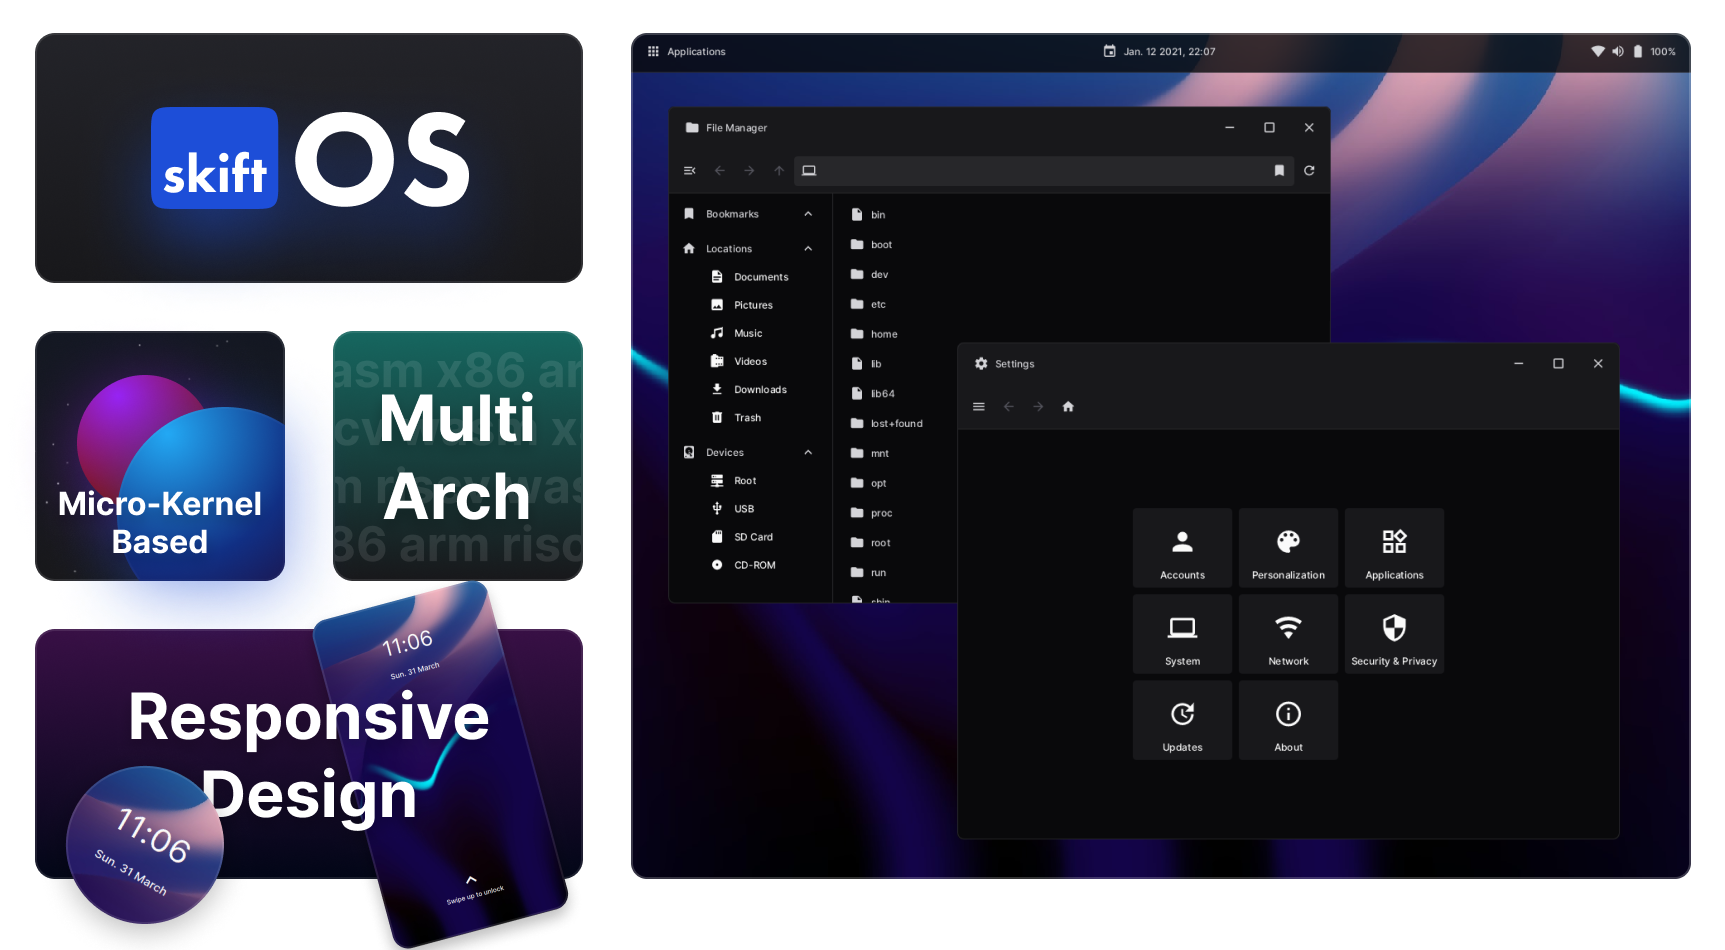 skift OS
Micro-Kernel
Based
asm x86 ar
Multi
Arch
86 arm risc
Responsive
Design
11:06
Sun. 31 March
Swipe up to unlock
11:06
Sun. 31 March
Applications
Jan. 12 2021, 22:07
100%
File Manager
Bookmarks
Locations
Documents
Pictures
Music
Videos
Downloads
Trash
Devices
Root
USB
SD Card
CD-ROM
bin
boot
dev
etc
home
lib
lib64
lost+found
mnt
opt
proc
root
run
sbin
Settings
Accounts
Personalization
Applications
System
Network
Security & Privacy
Updates
About